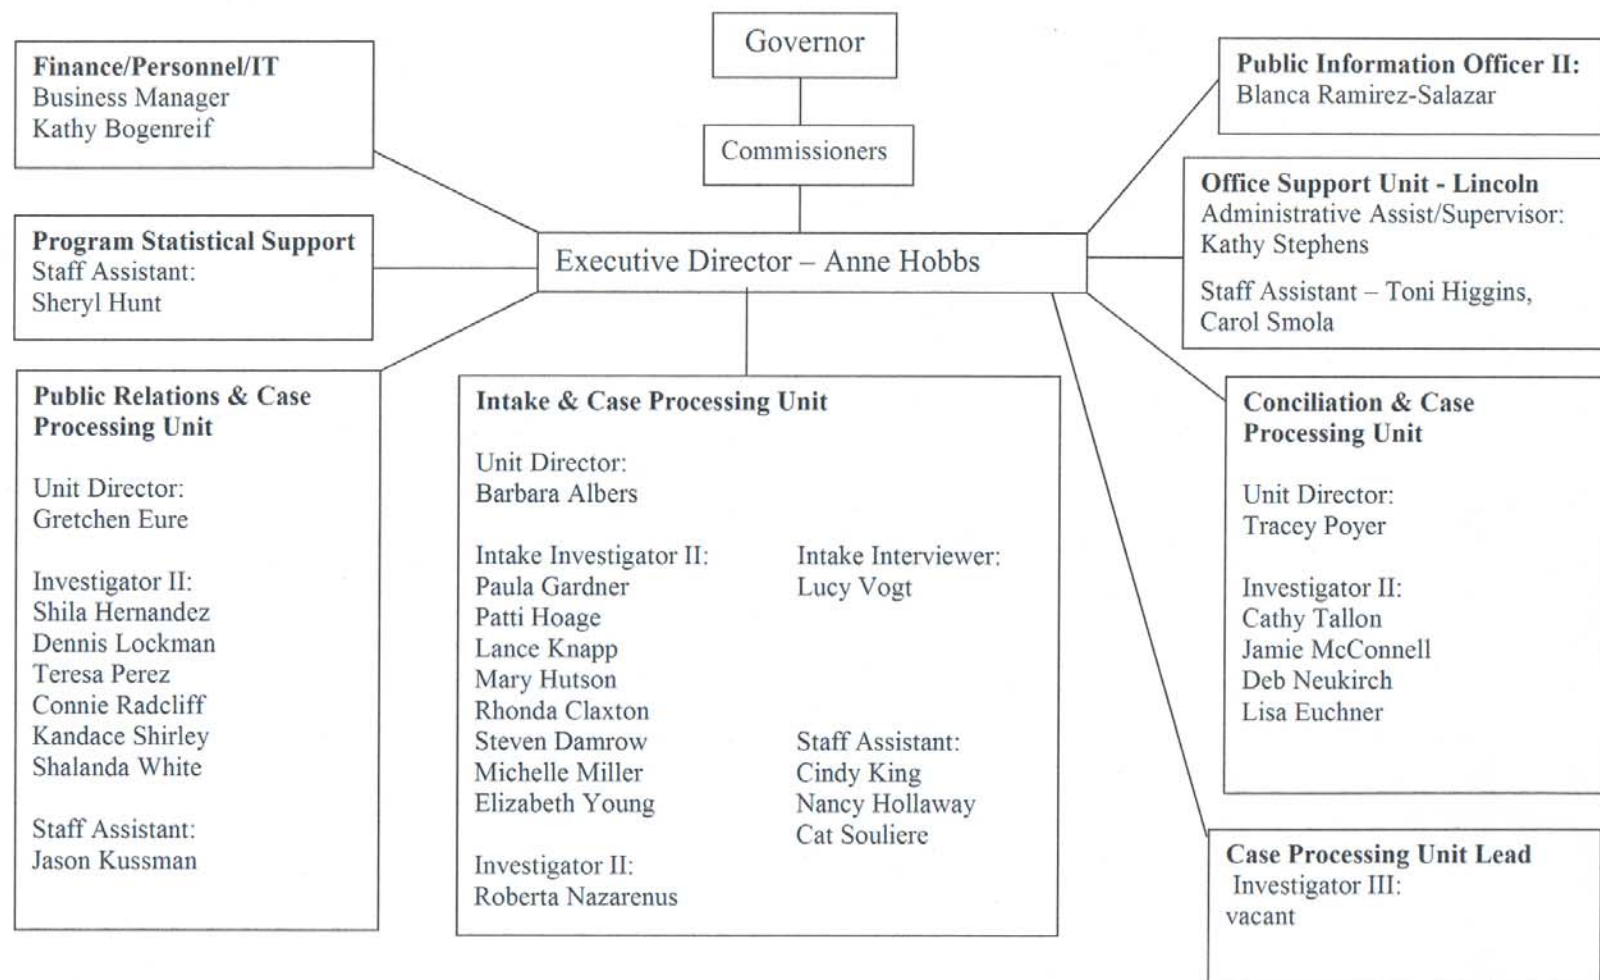 Governor
Commissioners
Executive Director – Anne Hobbs
Finance/Personnel/IT
Business Manager
Kathy Bogenreif
Program Statistical Support
Staff Assistant:
Sheryl Hunt
Public Relations & Case
Processing Unit
Unit Director:
Gretchen Eure
Investigator II:
Shila Hernandez
Dennis Lockman
Teresa Perez
Connie Radcliff
Kandace Shirley
Shalanda White
Staff Assistant:
Jason Kussman
Intake & Case Processing Unit
Unit Director:
Barbara Albers
Intake Investigator II:
Paula Gardner
Patti Hoage
Lance Knapp
Mary Hutson
Rhonda Claxton
Steven Damrow
Michelle Miller
Elizabeth Young
Investigator II:
Roberta Nazarenus
Intake Interviewer:
Lucy Vogt
Staff Assistant:
Cindy King
Nancy Hollaway
Cat Souliere
Public Information Officer II:
Blanca Ramirez-Salazar
Office Support Unit - Lincoln
Administrative Assist/Supervisor:
Kathy Stephens
Staff Assistant – Toni Higgins,
Carol Smola
Conciliation & Case
Processing Unit
Unit Director:
Tracey Poyer
Investigator II:
Cathy Tallon
Jamie McConnell
Deb Neukirch
Lisa Euchner
Case Processing Unit Lead
Investigator III:
vacant